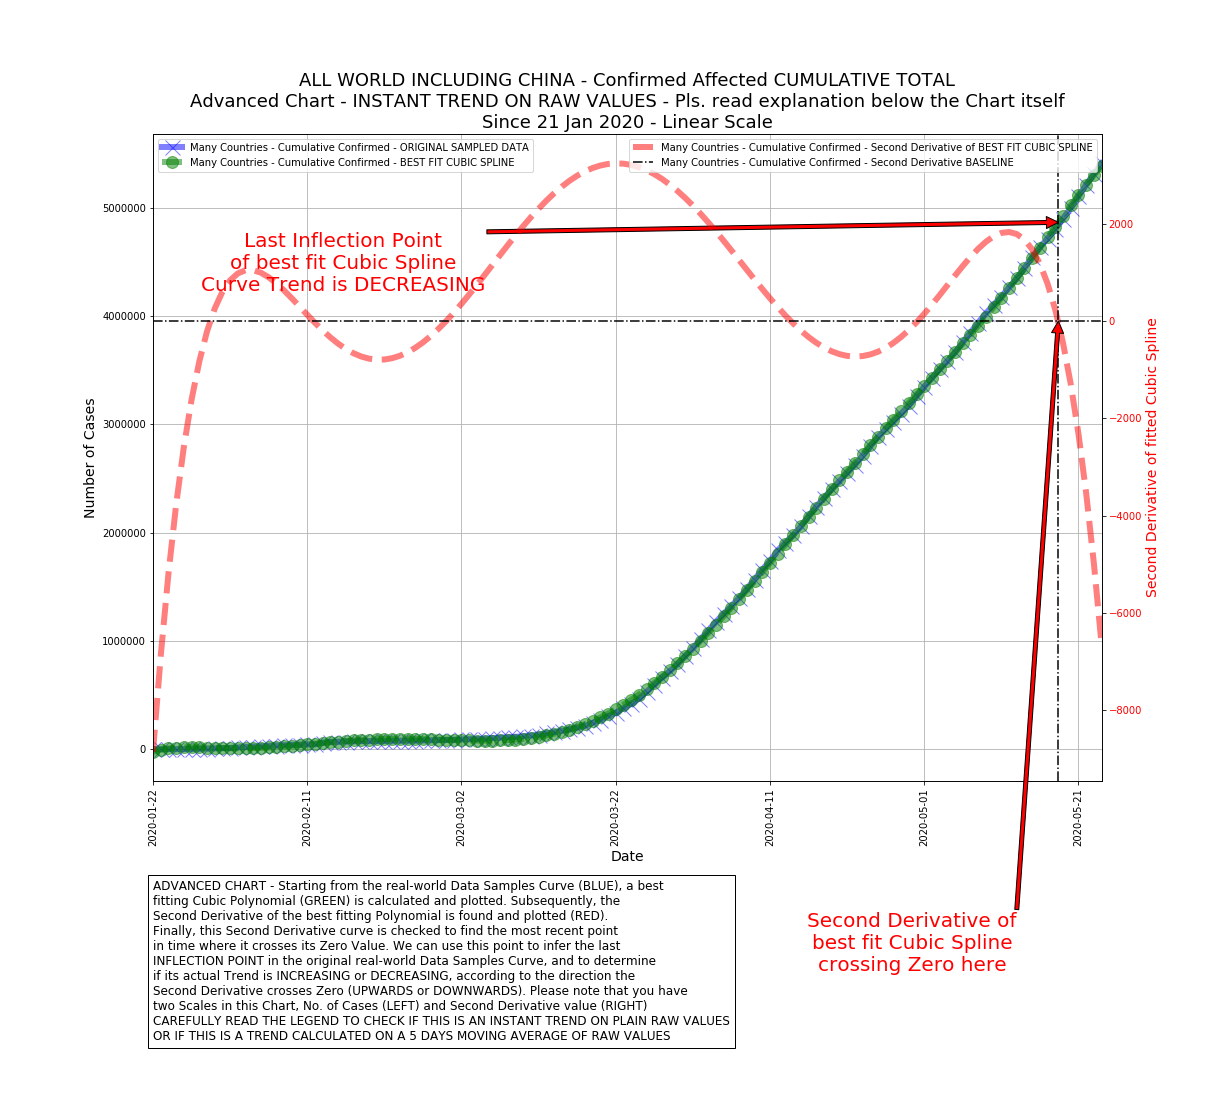 ALL WORLD INCLUDING CHINA - Confirmed Affected CUMULATIVE TOTAL
Advanced Chart - INSTANT TREND ON RAW VALUES - Pls. read explanation below the Chart itself
Since 21 Jan 2020 - Linear Scale
Many Countries - Cumulative Confirmed - ORIGINAL SAMPLED DATA
Many Countries - Cumulative Confirmed - BEST FIT CUBIC SPLINE
Many Countries - Cumulative Confirmed - Second Derivative of BEST FIT CUBIC SPLINE
Many Countries - Cumulative Confirmed - Second Derivative BASELINE
Last Inflection Point
of best fit Cubic Spline
Curve Trend is DECREASING
Number of Cases
5000000
4000000
3000000
2000000
1000000
0
2000
0
−2000
−4000
−6000
−8000
Second Derivative of fitted Cubic Spline
2020-01-22
2020-02-11
2020-03-02
2020-03-22
2020-04-11
2020-05-01
2020-05-21
Date
ADVANCED CHART - Starting from the real-world Data Samples Curve (BLUE), a best
fitting Cubic Polynomial (GREEN) is calculated and plotted. Subsequently, the
Second Derivative of the best fitting Polynomial is found and plotted (RED).
Finally, this Second Derivative curve is checked to find the most recent point
in time where it crosses its Zero Value. We can use this point to infer the last
INFLECTION POINT in the original real-world Data Samples Curve, and to determine
if its actual Trend is INCREASING or DECREASING, according to the direction the
Second Derivative crosses Zero (UPWARDS or DOWNWARDS). Please note that you have
two Scales in this Chart, No. of Cases (LEFT) and Second Derivative value (RIGHT)
CAREFULLY READ THE LEGEND TO CHECK IF THIS IS AN INSTANT TREND ON PLAIN RAW VALUES
OR IF THIS IS A TREND CALCULATED ON A 5 DAYS MOVING AVERAGE OF RAW VALUES
Second Derivative of
best fit Cubic Spline
crossing Zero here